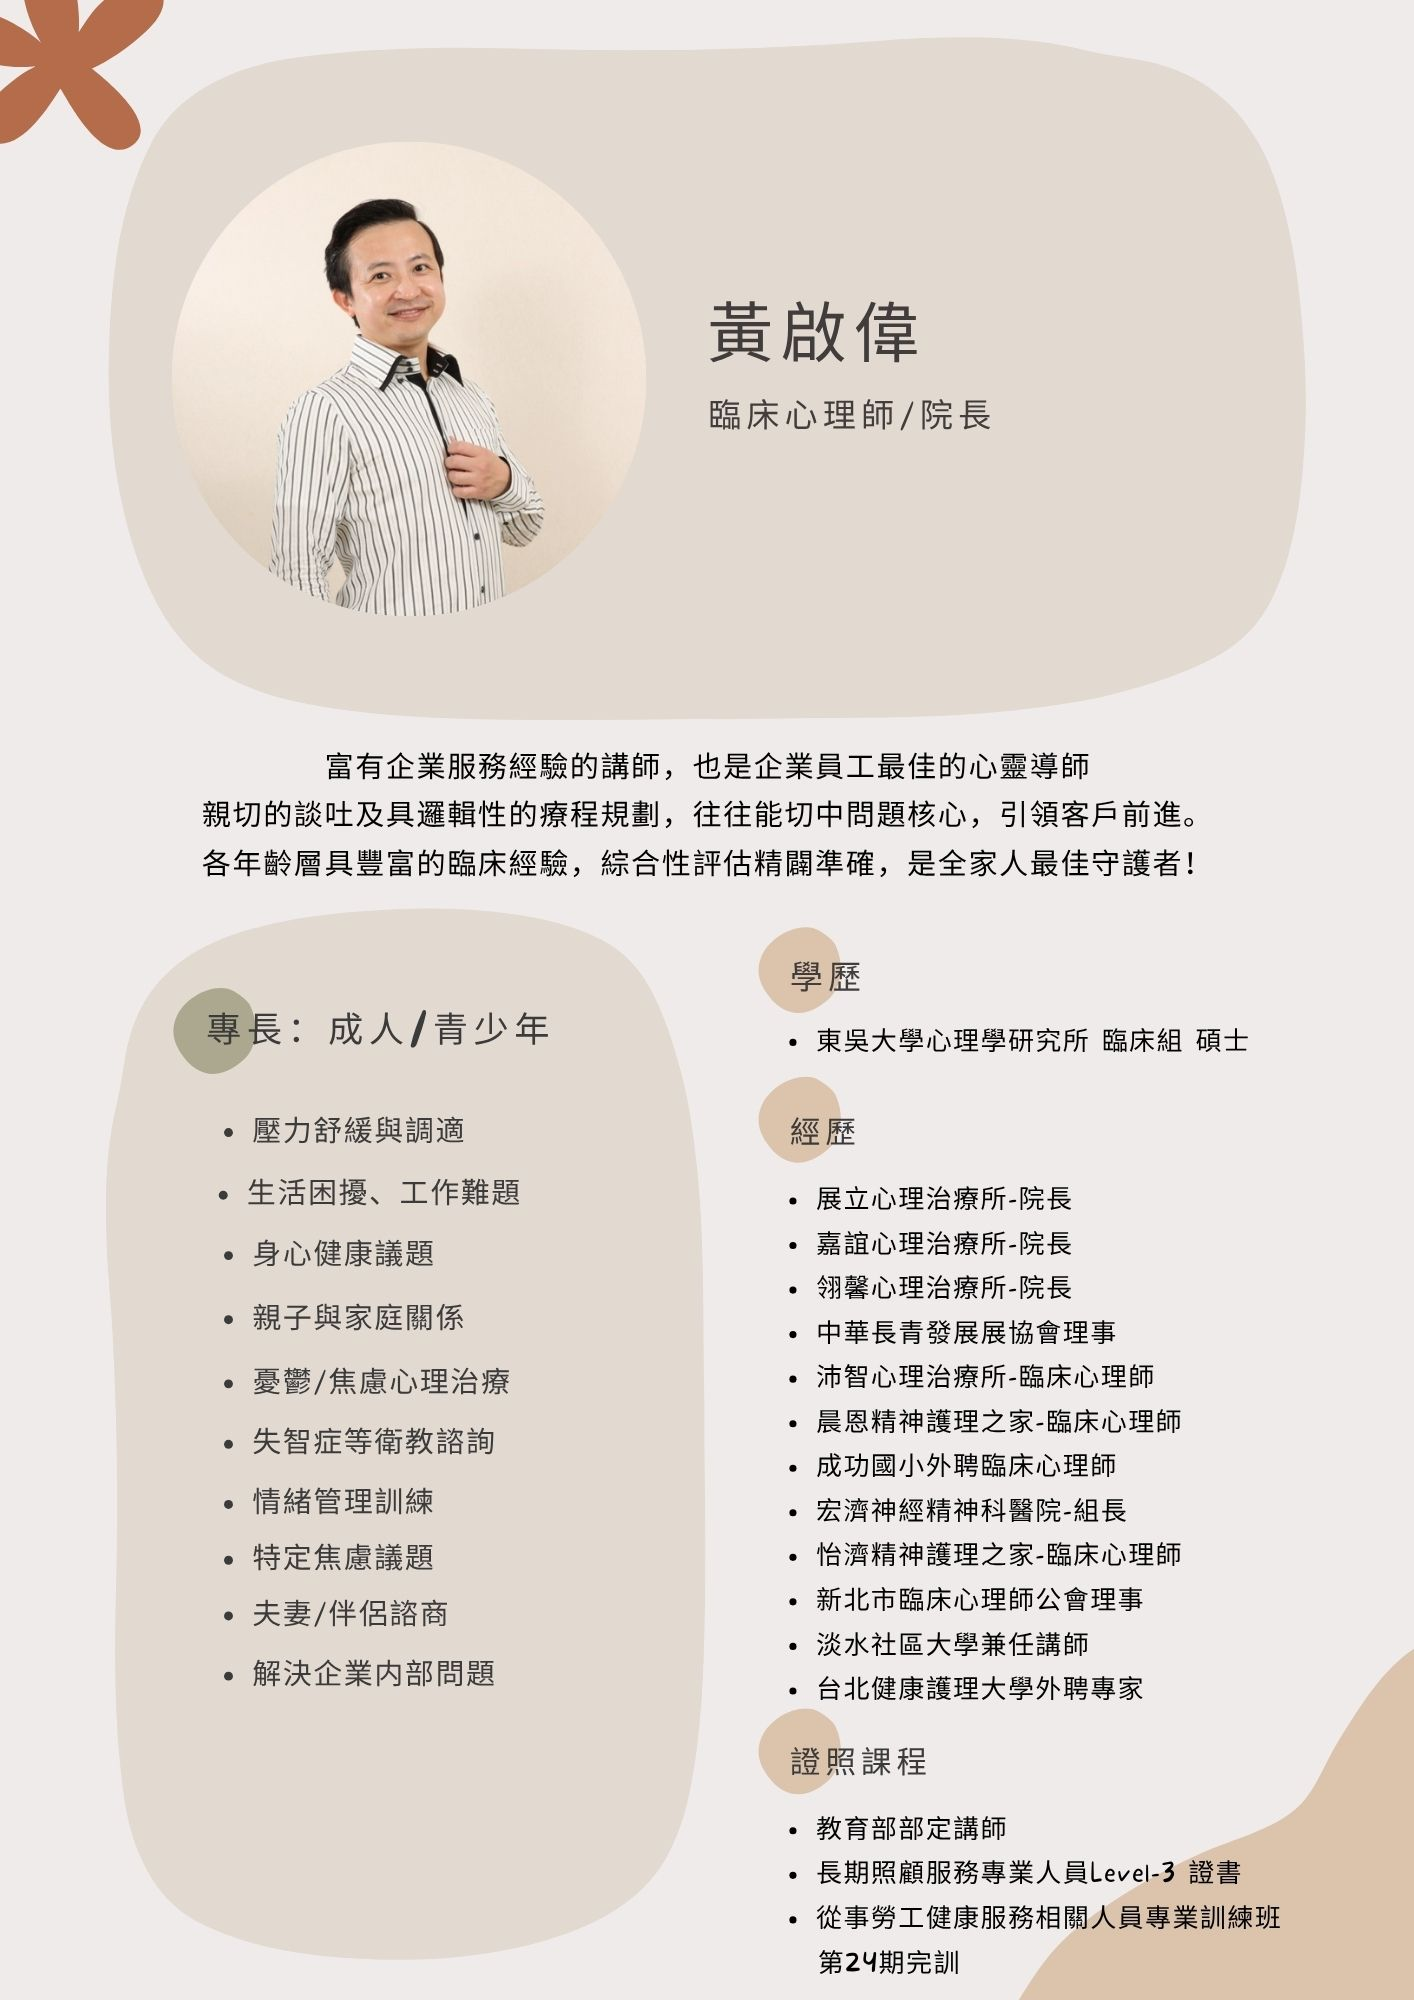 黃啟偉
臨床心理師/院長
富有企業服務經驗的講師，也是企業員工最佳的心靈導師
親切的談吐及具邏輯性的療程規劃，往往能切中問題核心，引領客戶前進。
各年齡層具豐富的臨床經驗，綜合性評估精闢準確，是全家人最佳守護者！
專長：成人/青少年
• 壓力舒緩與調適
• 生活困擾、工作難題
• 身心健康議題
• 親子與家庭關係
• 憂鬱/焦慮心理治療
• 失智症等衛教諮詢
• 情緒管理訓練
• 特定焦慮議題
• 夫妻/伴侶諮商
• 解決企業內部問題
學歷
• 東吳大學心理學研究所 臨床組 碩士
經歷
• 展立心理治療所-院長
• 嘉誼心理治療所-院長
• 翎馨心理治療所-院長
• 中華長青發展展協會理事
• 沛智心理治療所-臨床心理師
• 晨恩精神護理之家-臨床心理師
• 成功國小外聘臨床心理師
• 宏濟神經精神科醫院-組長
• 怡濟精神護理之家-臨床心理師
• 新北市臨床心理師公會理事
• 淡水社區大學兼任講師
• 台北健康護理大學外聘專家
證照課程
• 教育部部定講師
• 長期照顧服務專業人員Level-3 證書
• 從事勞工健康服務相關人員專業訓練班
第24期完訓